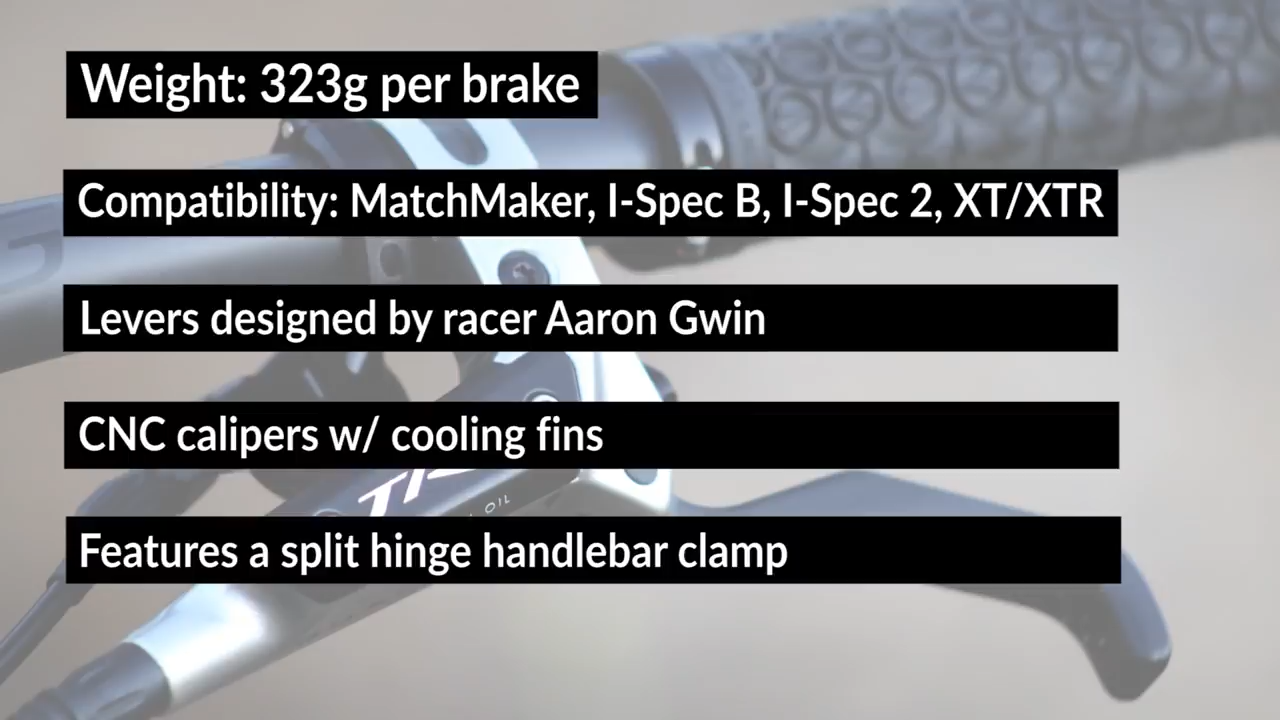 Weight: 323g per brake
Compatibility: MatchMaker, I-Spec B, I-Spec 2, XT/XTR
Levers designed by racer Aaron Gwin
CNC calipers w/ cooling fins
OIL
Features a split hinge handlebar clamp